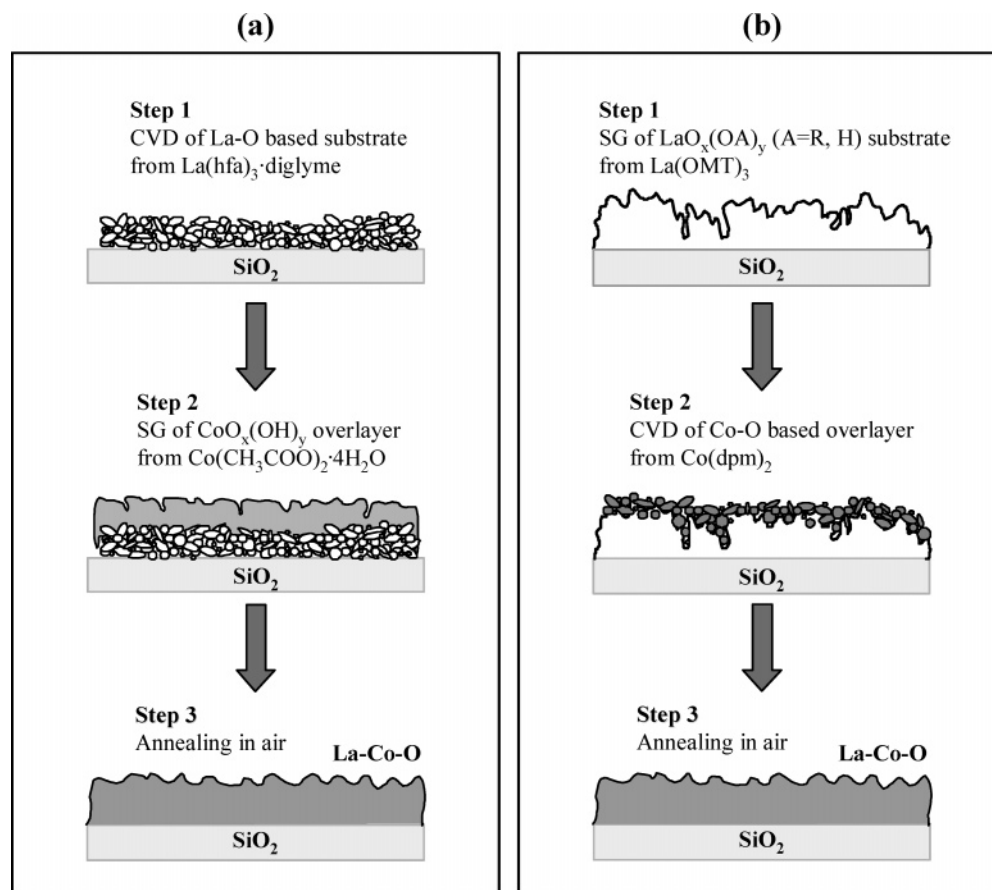 (a)
Step 1
CVD of La-O based substrate
from La(hfa)₃·diglyme
SiO₂
Step 2
SG of CoOₓ(OH)ᵧ overlayer
from Co(CH₃COO)₂·4H₂O
SiO₂
Step 3
Annealing in air
La-Co-O
SiO₂
(b)
Step 1
SG of LaOₓ(OA)ᵧ (A=R, H) substrate
from La(OMT)₃
SiO₂
Step 2
CVD of Co-O based overlayer
from Co(dpm)₂
SiO₂
Step 3
Annealing in air
La-Co-O
SiO₂